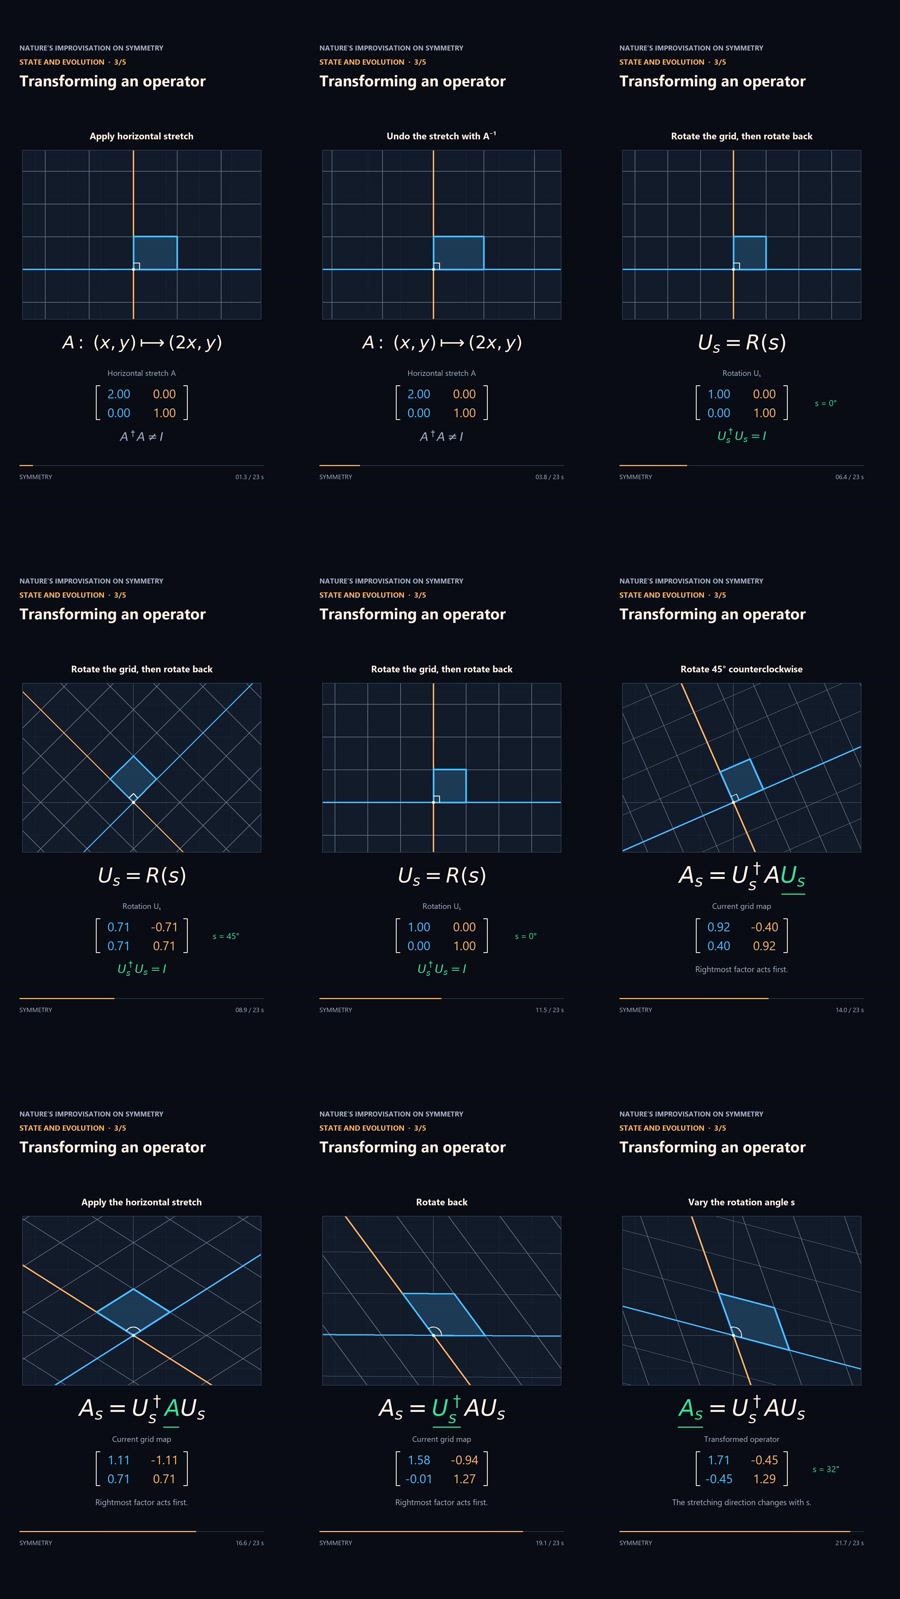 NATURE'S IMPROVISATION ON SYMMETRY
STATE AND EVOLUTION · 3/5
Transforming an operator
Apply horizontal stretch
A : (x, y) ⟼ (2x, y)
Horizontal stretch A
2.00 0.00
0.00 1.00
A†A ≠ I
SYMMETRY 01.3 / 23 s
NATURE'S IMPROVISATION ON SYMMETRY
STATE AND EVOLUTION · 3/5
Transforming an operator
Undo the stretch with A⁻¹
A : (x, y) ⟼ (2x, y)
Horizontal stretch A
2.00 0.00
0.00 1.00
A†A ≠ I
SYMMETRY 03.8 / 23 s
NATURE'S IMPROVISATION ON SYMMETRY
STATE AND EVOLUTION · 3/5
Transforming an operator
Rotate the grid, then rotate back
Uₛ = R(s)
Rotation Uₛ
1.00 0.00
0.00 1.00
s = 0°
Uₛ†Uₛ = I
SYMMETRY 06.4 / 23 s
NATURE'S IMPROVISATION ON SYMMETRY
STATE AND EVOLUTION · 3/5
Transforming an operator
Rotate the grid, then rotate back
Uₛ = R(s)
Rotation Uₛ
0.71 -0.71
0.71 0.71
s = 45°
Uₛ†Uₛ = I
SYMMETRY 08.9 / 23 s
NATURE'S IMPROVISATION ON SYMMETRY
STATE AND EVOLUTION · 3/5
Transforming an operator
Rotate the grid, then rotate back
Uₛ = R(s)
Rotation Uₛ
1.00 0.00
0.00 1.00
s = 0°
Uₛ†Uₛ = I
SYMMETRY 11.5 / 23 s
NATURE'S IMPROVISATION ON SYMMETRY
STATE AND EVOLUTION · 3/5
Transforming an operator
Rotate 45° counterclockwise
Aₛ = Uₛ†AUₛ
Current grid map
0.92 -0.40
0.40 0.92
Rightmost factor acts first.
SYMMETRY 14.0 / 23 s
NATURE'S IMPROVISATION ON SYMMETRY
STATE AND EVOLUTION · 3/5
Transforming an operator
Apply the horizontal stretch
Aₛ = Uₛ†AUₛ
Current grid map
1.11 -1.11
0.71 0.71
Rightmost factor acts first.
SYMMETRY 16.6 / 23 s
NATURE'S IMPROVISATION ON SYMMETRY
STATE AND EVOLUTION · 3/5
Transforming an operator
Rotate back
Aₛ = Uₛ†AUₛ
Current grid map
1.58 -0.94
-0.01 1.27
Rightmost factor acts first.
SYMMETRY 19.1 / 23 s
NATURE'S IMPROVISATION ON SYMMETRY
STATE AND EVOLUTION · 3/5
Transforming an operator
Vary the rotation angle s
Aₛ = Uₛ†AUₛ
Transformed operator
1.71 -0.45
-0.45 1.29
s = 32°
The stretching direction changes with s.
SYMMETRY 21.7 / 23 s